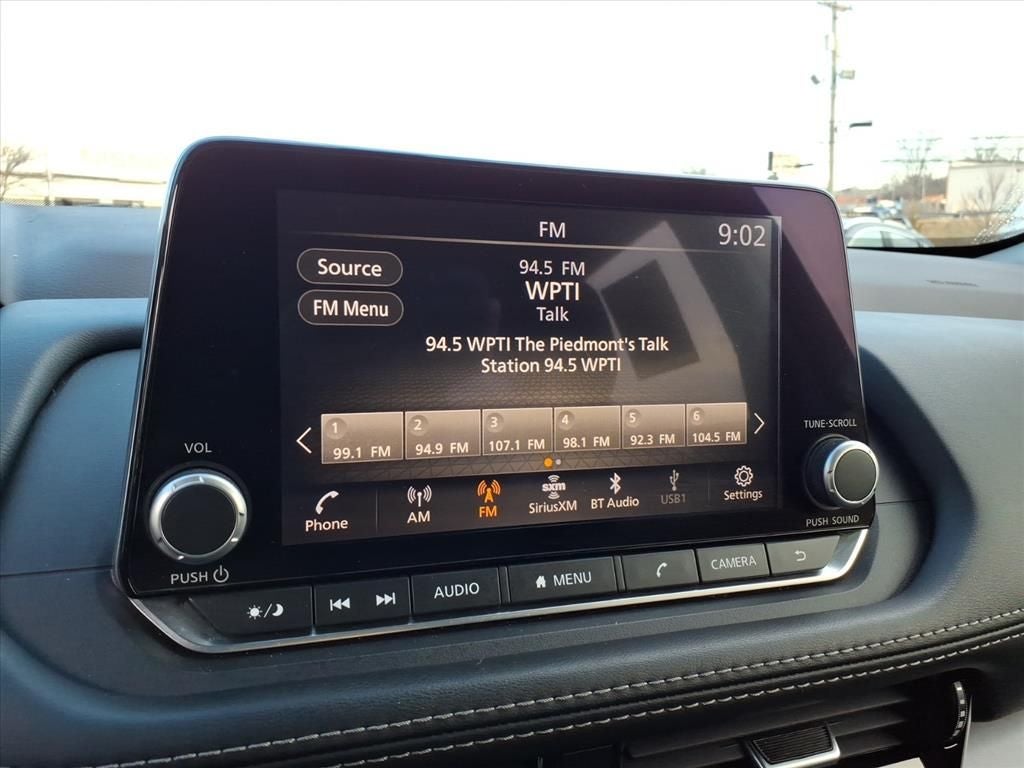 FM
9:02
Source
94.5 FM
FM Menu
WPTI
Talk
94.5 WPTI The Piedmont's Talk
Station 94.5 WPTI
1 2 3 4 5 6
99.1 FM 94.9 FM 107.1 FM 98.1 FM 92.3 FM 104.5 FM
sxm
Phone AM FM SiriusXM BT Audio USB1 Settings
VOL
TUNE·SCROLL
PUSH
PUSH SOUND
AUDIO MENU CAMERA